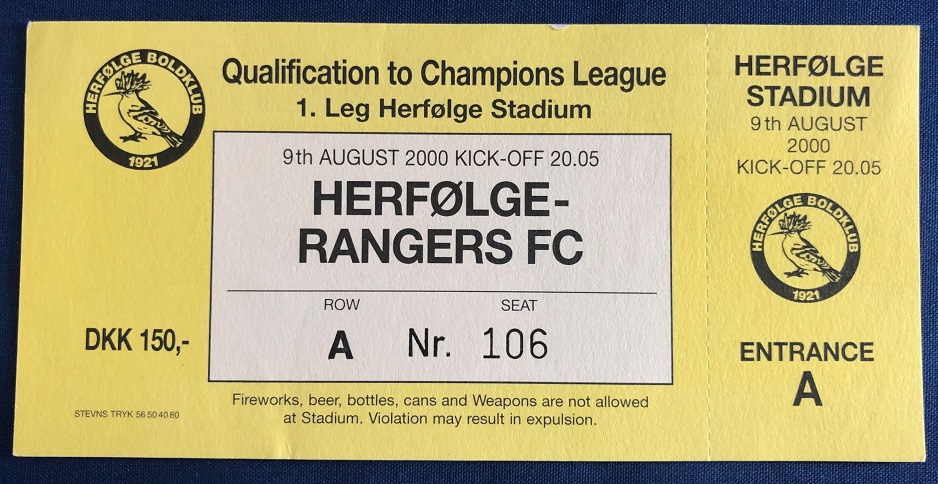 HERFØLGE BOLDKLUB
1921
Qualification to Champions League
1. Leg Herfølge Stadium
9th AUGUST 2000 KICK-OFF 20.05
HERFØLGE-
RANGERS FC
ROW SEAT
A Nr. 106
DKK 150,-
STEVNS TRYK 56 50 40 80
Fireworks, beer, bottles, cans and Weapons are not allowed
at Stadium. Violation may result in expulsion.
HERFØLGE
STADIUM
9th AUGUST
2000
KICK-OFF 20.05
HERFØLGE BOLDKLUB
1921
ENTRANCE
A